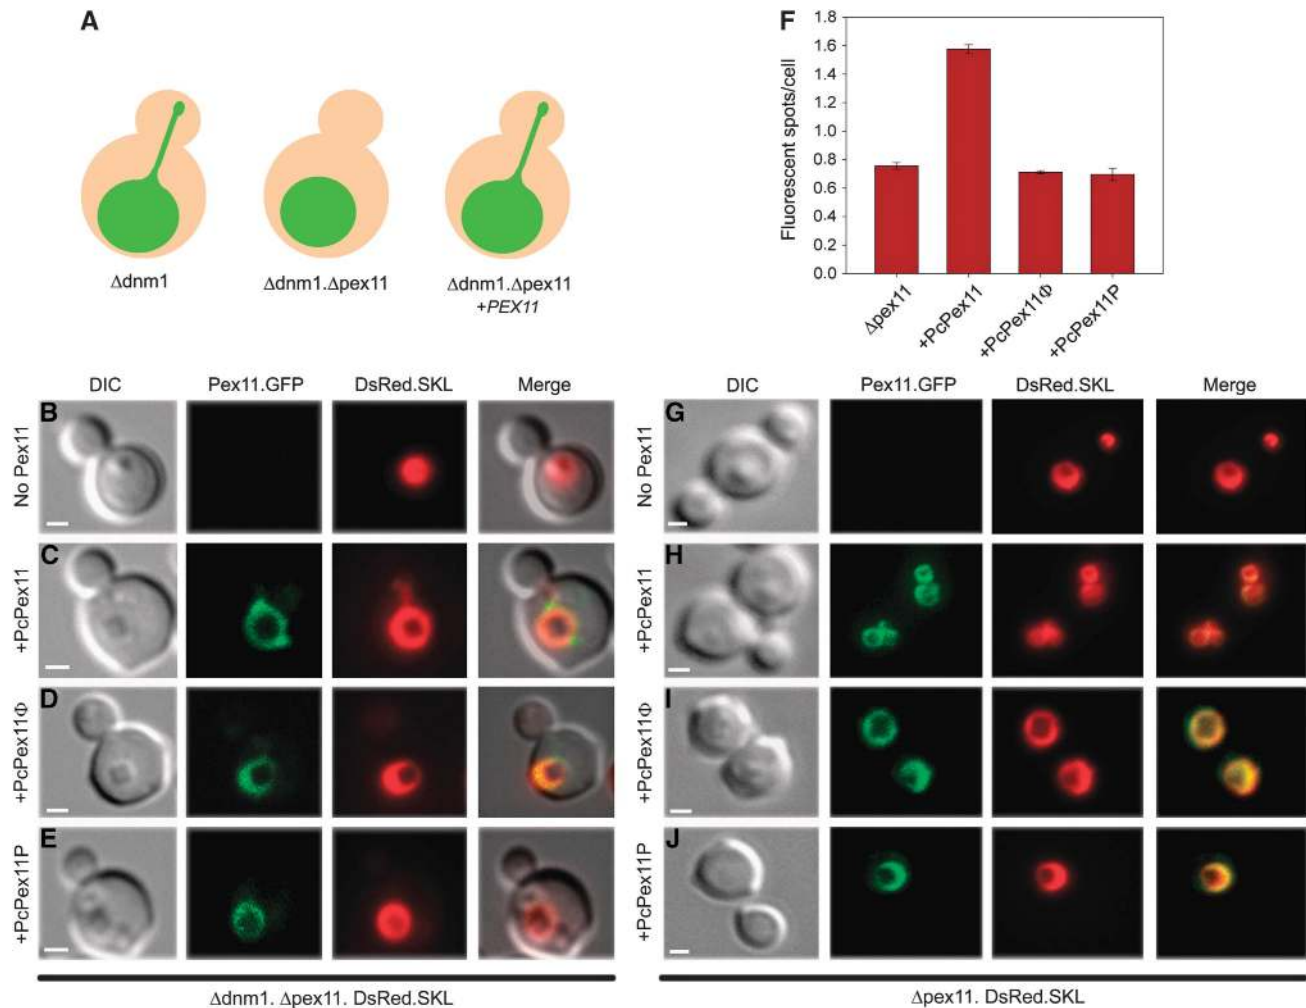 A
Δdnm1
Δdnm1.Δpex11
Δdnm1.Δpex11
+PEX11
F
Fluorescent spots/cell
1.8
1.6
1.4
1.2
1.0
0.8
0.6
0.4
0.2
0.0
Δpex11
+PcPex11
+PcPex11Φ
+PcPex11P
DIC Pex11.GFP DsRed.SKL Merge
B
No Pex11
C
+PcPex11
D
+PcPex11Φ
E
+PcPex11P
Δdnm1. Δpex11. DsRed.SKL
DIC Pex11.GFP DsRed.SKL Merge
G
No Pex11
H
+PcPex11
I
+PcPex11Φ
J
+PcPex11P
Δpex11. DsRed.SKL